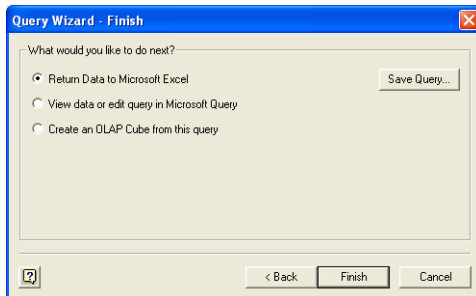 Query Wizard - Finish
What would you like to do next?
Return Data to Microsoft Excel
Save Query...
View data or edit query in Microsoft Query
Create an OLAP Cube from this query
?
< Back
Finish
Cancel